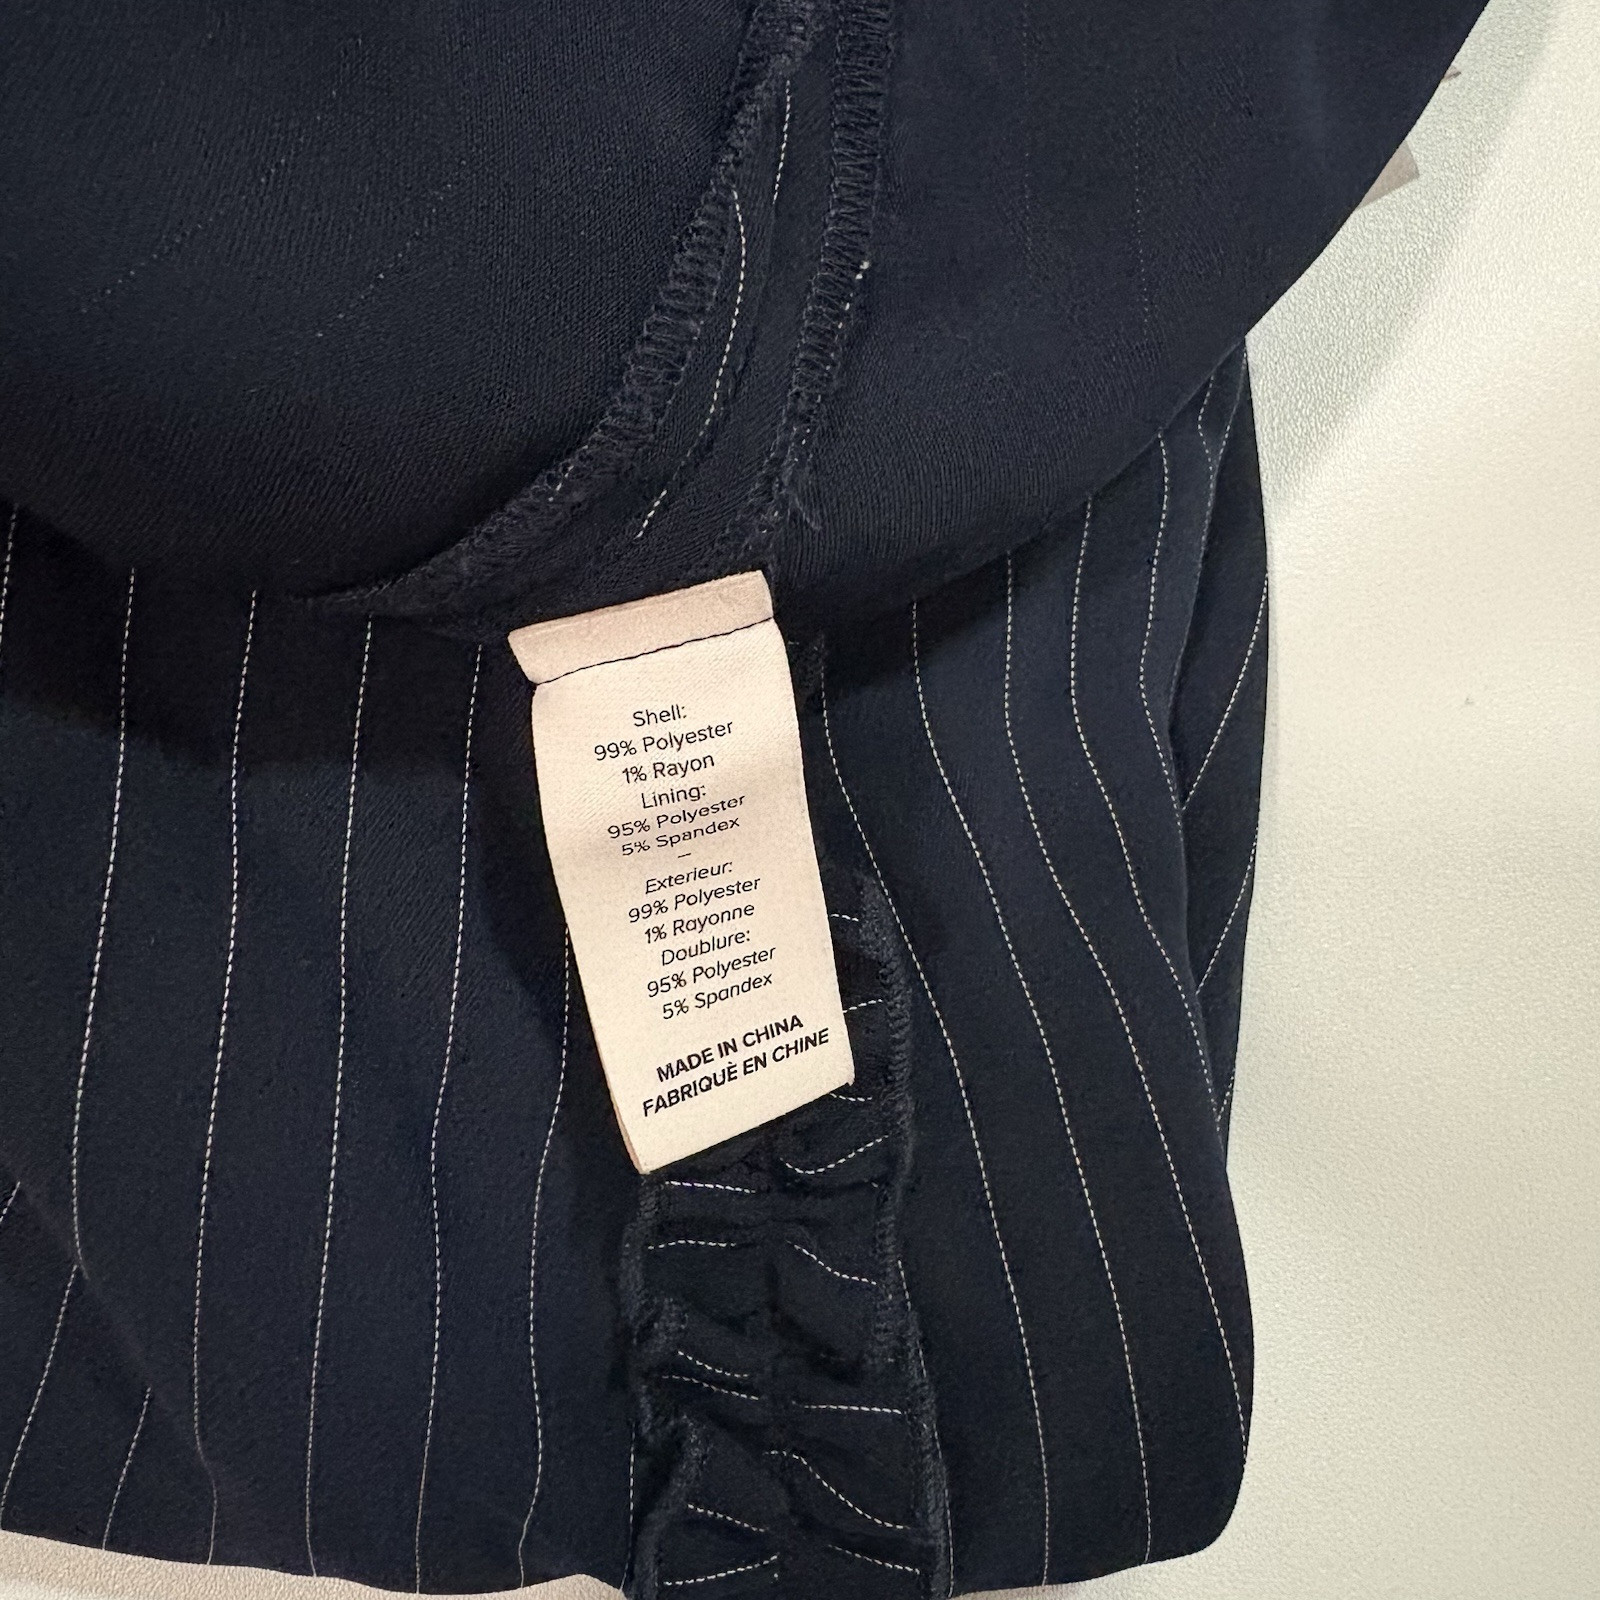 Shell:
99% Polyester
1% Rayon
Lining:
95% Polyester
5% Spandex
–
Exterieur:
99% Polyester
1% Rayonne
Doublure:
95% Polyester
5% Spandex
MADE IN CHINA
FABRIQUÈ EN CHINE